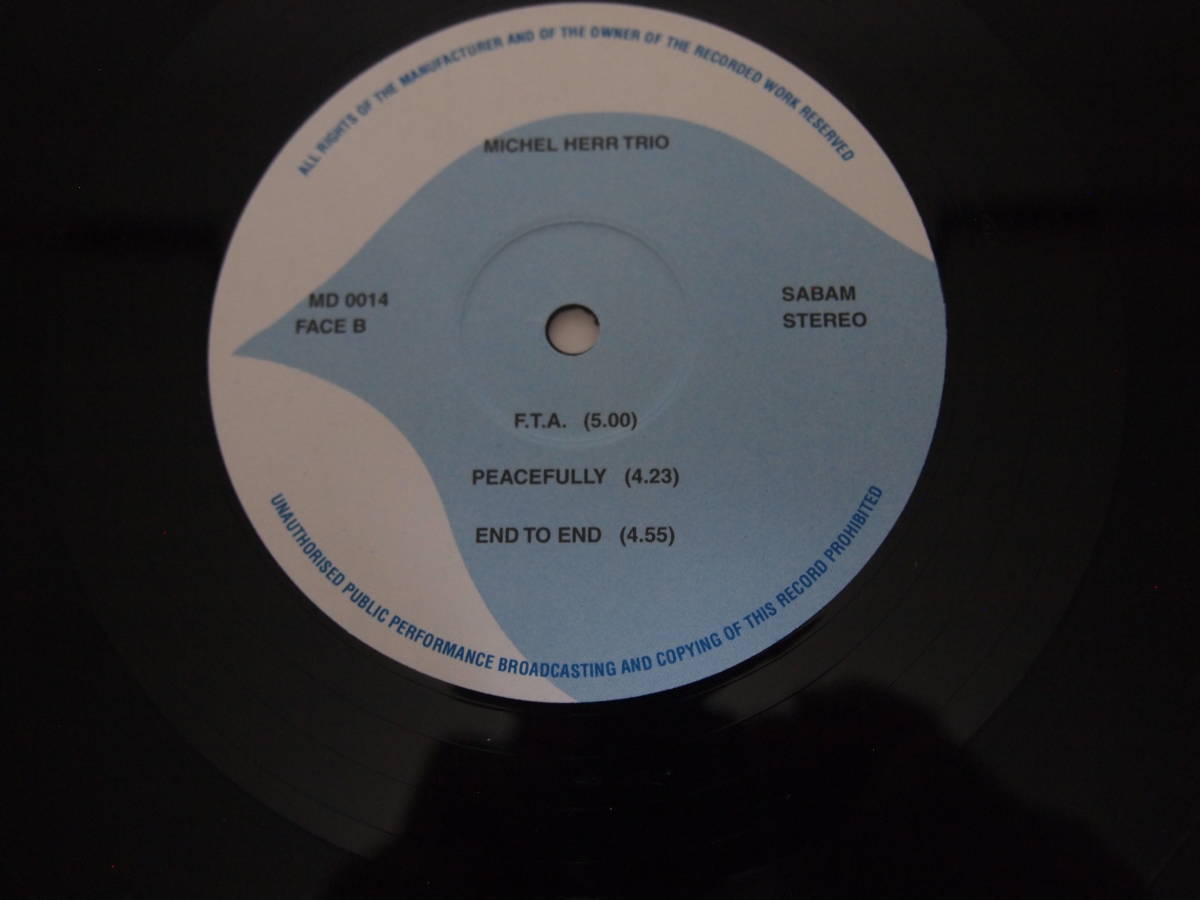 ALL RIGHTS OF THE MANUFACTURER AND OF THE OWNER OF THE RECORDED WORK RESERVED
MICHEL HERR TRIO
MD 0014
FACE B
SABAM
STEREO
F.T.A. (5.00)
PEACEFULLY (4.23)
END TO END (4.55)
UNAUTHORISED PUBLIC PERFORMANCE BROADCASTING AND COPYING OF THIS RECORD PROHIBITED